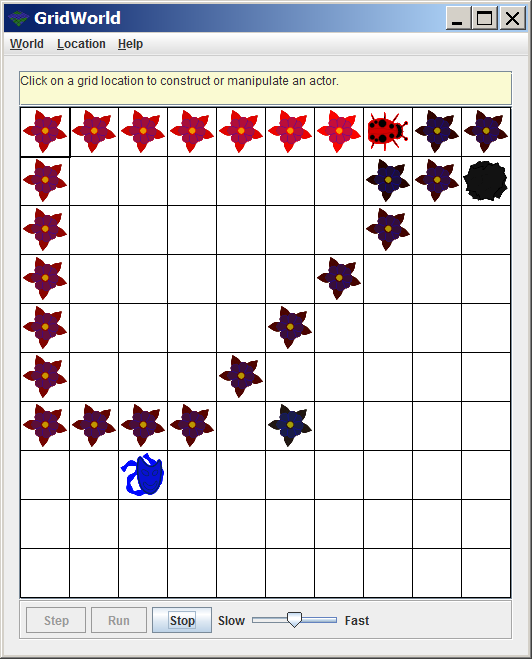 GridWorld
World Location Help
Click on a grid location to construct or manipulate an actor.
Step Run Stop Slow Fast